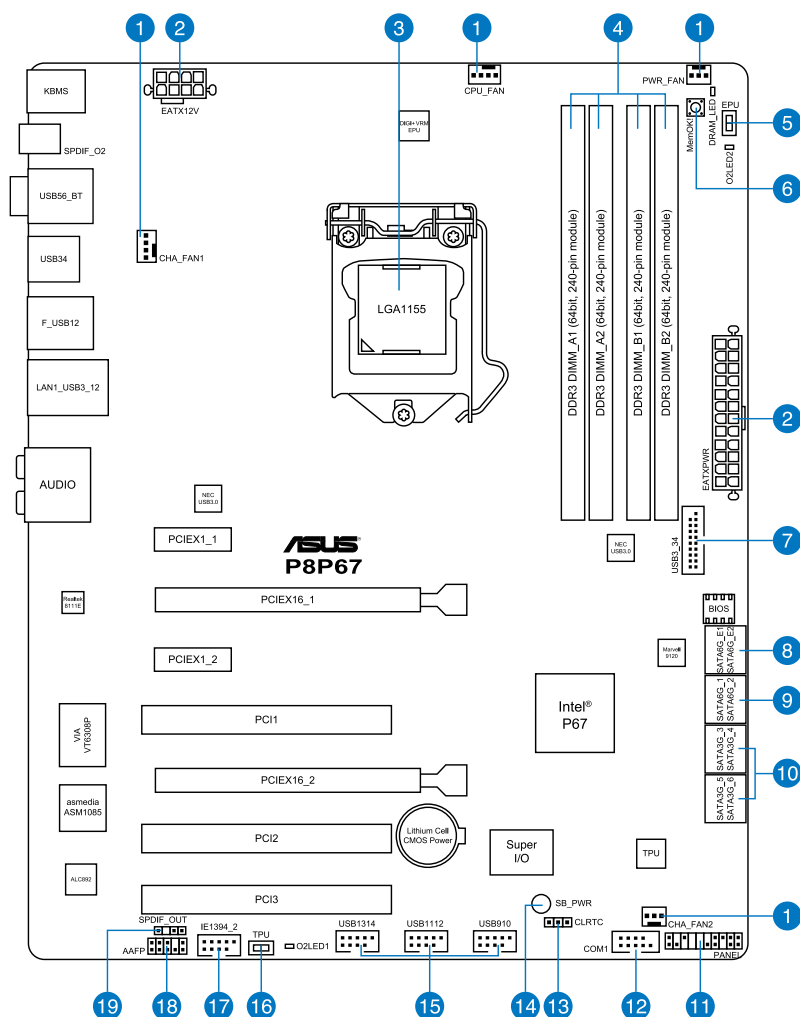 1
2
3
1
4
1
KBMS
EATX12V
CPU_FAN
PWR_FAN
DIGI+VRM
EPU
MemOK!
DRAM_LED
EPU
5
SPDIF_O2
O2LED2
6
USB56_BT
1
CHA_FAN1
USB34
LGA1155
DDR3 DIMM_A1 (64bit, 240-pin module)
DDR3 DIMM_A2 (64bit, 240-pin module)
DDR3 DIMM_B1 (64bit, 240-pin module)
DDR3 DIMM_B2 (64bit, 240-pin module)
F_USB12
LAN1_USB3_12
EATXPWR
2
AUDIO
NEC
USB3.0
PCIEX1_1
ASUS
P8P67
NEC
USB3.0
USB3_34
7
Realtek
8111E
PCIEX16_1
BIOS
PCIEX1_2
Marvell
9120
SATA6G_E1
SATA6G_E2
8
SATA6G_1
SATA6G_2
9
VIA
VT6308P
PCI1
Intel®
P67
SATA3G_3
SATA3G_4
10
SATA3G_5
SATA3G_6
PCIEX16_2
asmedia
ASM1085
PCI2
Lithium Cell
CMOS Power
Super
I/O
TPU
ALC892
PCI3
SB_PWR
1
CHA_FAN2
SPDIF_OUT
CLRTC
AAFP
IE1394_2
TPU
O2LED1
USB1314
USB1112
USB910
COM1
PANEL
19
18
17
16
15
14
13
12
11